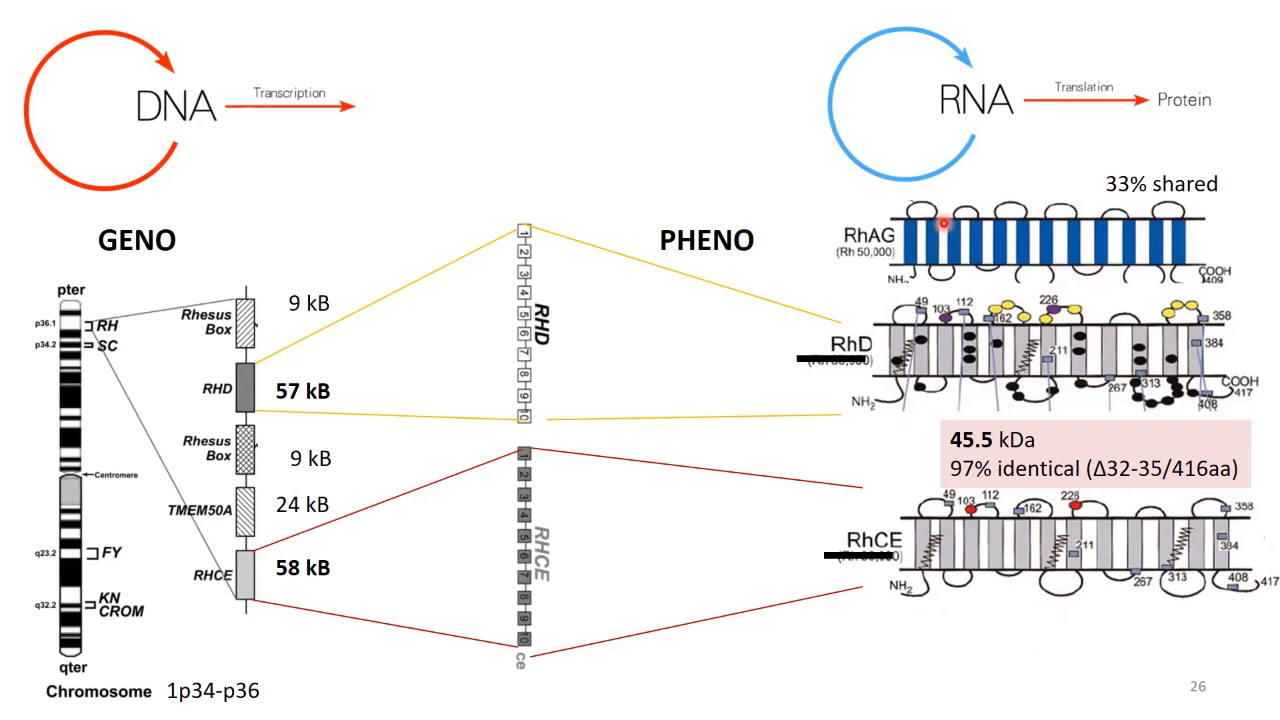 DNA
Transcription
RNA
Translation
Protein
33% shared
GENO
PHENO
pter
p36.1
RH
p34.2
SC
Centromere
q23.2
FY
q32.2
KN
CROM
qter
Chromosome
1p34-p36
Rhesus
Box
9 kB
RHD
57 kB
Rhesus
Box
9 kB
TMEM50A
24 kB
RHCE
58 kB
1
2
3
4
5
6
7
8
9
10
RHD
1
2
3
4
5
6
7
8
9
10
RHCE
ce
RhAG
(Rh 50,000)
NH₂
COOH
409
RhD
49
103
112
162
226
358
384
211
267
313
408
NH₂
COOH
417
45.5 kDa
97% identical (Δ32-35/416aa)
RhCE
49
103
112
162
226
358
384
211
NH₂
267
313
408
417
26